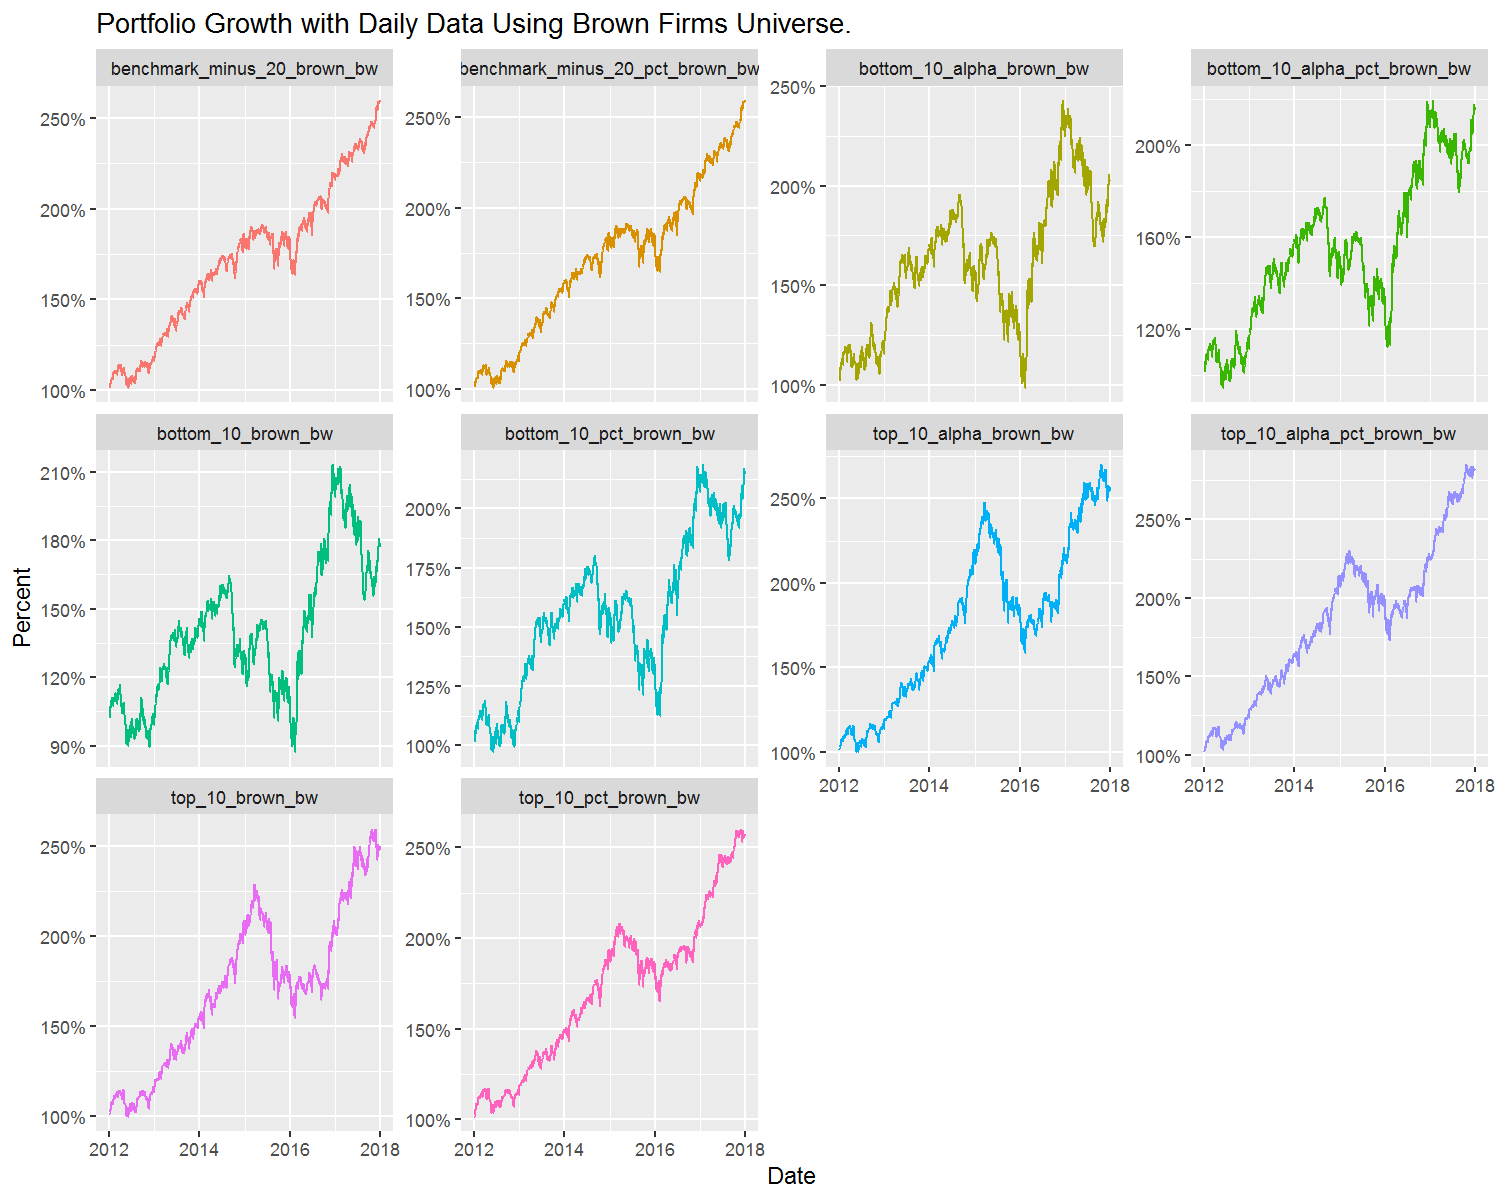 Portfolio Growth with Daily Data Using Brown Firms Universe.
benchmark_minus_20_brown_bw
benchmark_minus_20_pct_brown_bw
bottom_10_alpha_brown_bw
bottom_10_alpha_pct_brown_bw
250%
200%
150%
100%
250%
200%
150%
100%
250%
200%
150%
100%
200%
160%
120%
bottom_10_brown_bw
bottom_10_pct_brown_bw
top_10_alpha_brown_bw
top_10_alpha_pct_brown_bw
210%
180%
150%
120%
90%
200%
175%
150%
125%
100%
250%
200%
150%
100%
250%
200%
150%
100%
2012 2014 2016 2018
2012 2014 2016 2018
top_10_brown_bw
top_10_pct_brown_bw
250%
200%
150%
100%
250%
200%
150%
100%
2012 2014 2016 2018
2012 2014 2016 2018
Percent
Date